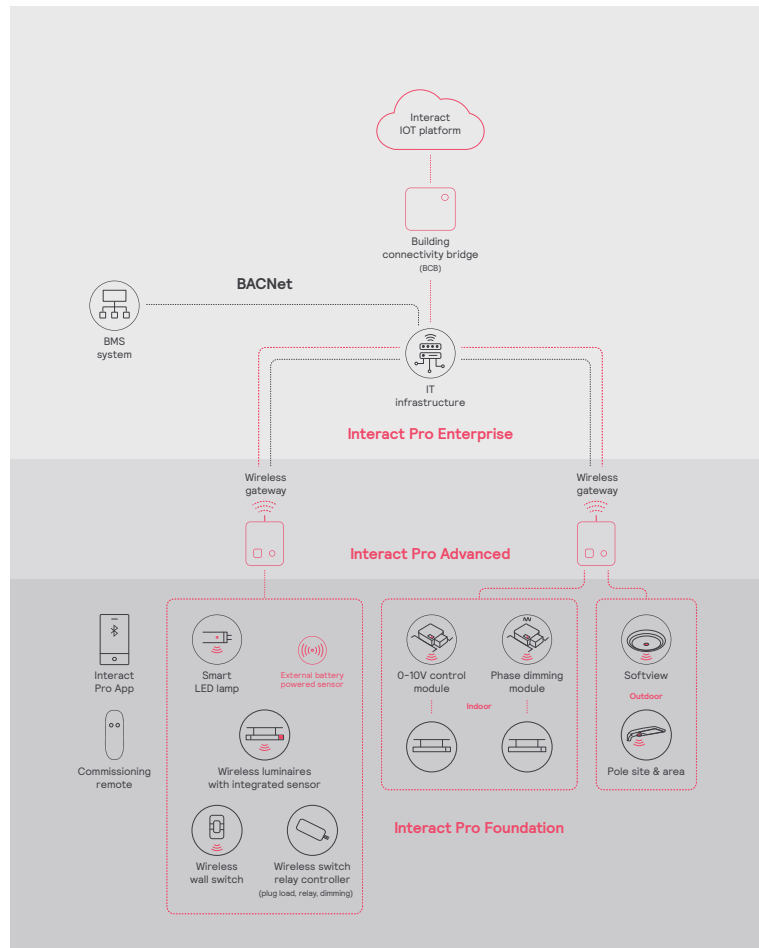 Interact
IOT platform
Building
connectivity bridge
(BCB)
BACNet
BMS
system
IT
infrastructure
Interact Pro Enterprise
Wireless
gateway
Wireless
gateway
Interact Pro Advanced
Interact
Pro App
Smart
LED lamp
External battery
powered sensor
0-10V control
module
Phase dimming
module
Softview
Indoor
Outdoor
Commissioning
remote
Wireless luminaires
with integrated sensor
Pole site & area
Interact Pro Foundation
Wireless
wall switch
Wireless switch
relay controller
(plug load, relay, dimming)